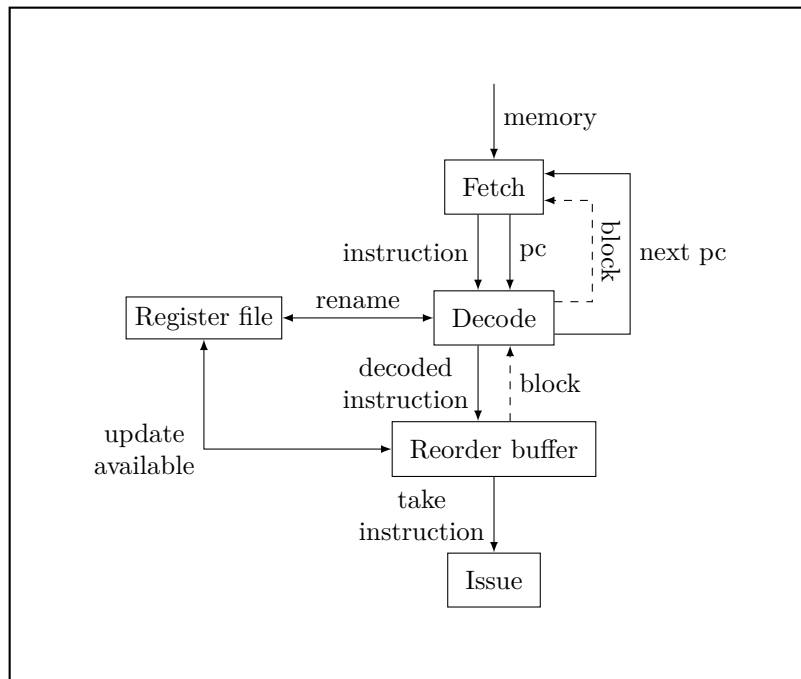 memory
Fetch
instruction
pc
block
next pc
Register file
rename
Decode
decoded
instruction
block
update
available
Reorder buffer
take
instruction
Issue